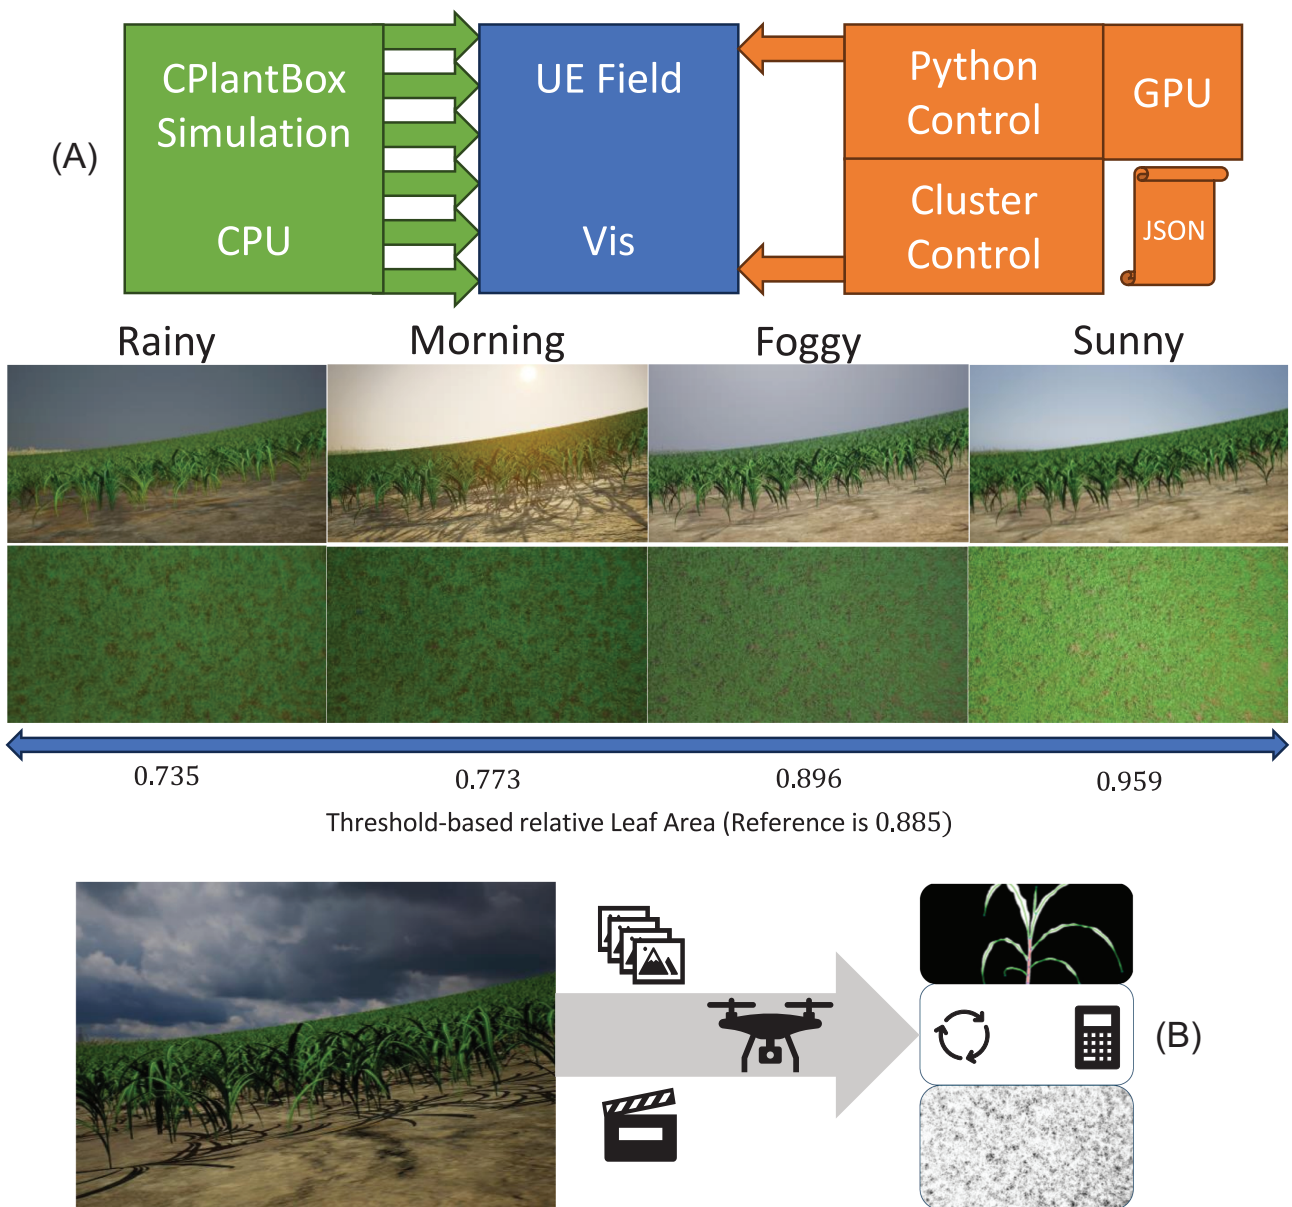 (A)
CPlantBox
Simulation
CPU
UE Field
Vis
Python
Control
GPU
Cluster
Control
JSON
Rainy
Morning
Foggy
Sunny
0.735
0.773
0.896
0.959
Threshold-based relative Leaf Area (Reference is 0.885)
(B)